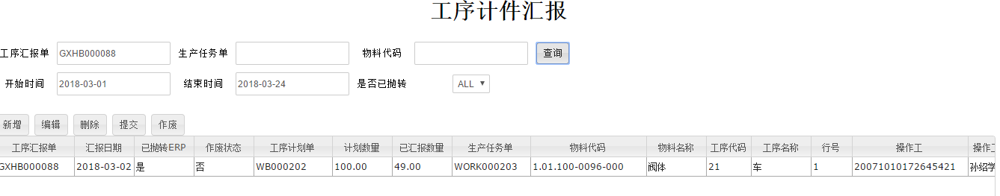 工序计件汇报
工序汇报单 GXHB000088 生产任务单 物料代码 查询
开始时间 2018-03-01 结束时间 2018-03-24 是否已抛转 ALL
新增 编辑 删除 提交 作废
工序汇报单 汇报日期 已抛转ERP 作废状态 工序计划单 计划数量 已汇报数量 生产任务单 物料代码 物料名称 工序代码 工序名称 行号 操作工 操作工
GXHB000088 2018-03-02 是 否 WB000202 100.00 49.00 WORK000203 1.01.100-0096-000 阀体 21 车 1 20071010172645421 孙绍学